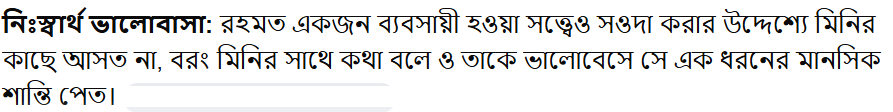 নিঃস্বার্থ ভালোবাসা: রহমত একজন ব্যবসায়ী হওয়া সত্ত্বেও সওদা করার উদ্দেশ্যে মিনির
কাছে আসত না, বরং মিনির সাথে কথা বলে ও তাকে ভালোবেসে সে এক ধরনের মানসিক
শান্তি পেত।